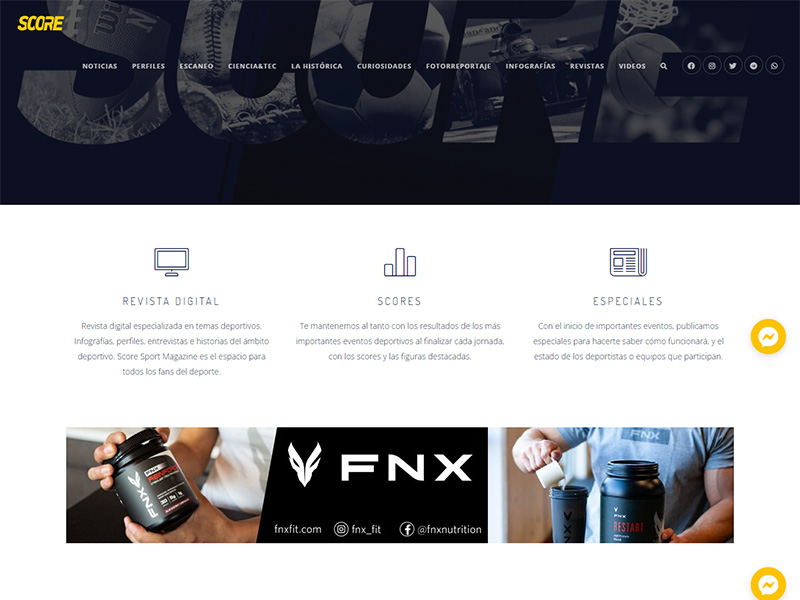 SCORE
NOTICIAS PERFILES ESCANEO CIENCIA&TEC LA HISTÓRICA CURIOSIDADES FOTORREPORTAJE INFOGRAFÍAS REVISTAS VIDEOS
SCORE
REVISTA DIGITAL
Revista digital especializada en temas deportivos.
Infografías, perfiles, entrevistas e historias del ámbito
deportivo. Score Sport Magazine es el espacio para
todos los fans del deporte.
SCORES
Te mantenemos al tanto con los resultados de los más
importantes eventos deportivos al finalizar cada jornada,
con los scores y las figuras destacadas.
ESPECIALES
Con el inicio de importantes eventos, publicamos
especiales para hacerte saber cómo funcionará, y el
estado de los deportistas o equipos que participan.
FNX
FNX
fnxfit.com fnx_fit @fnxnutrition
FNX
FNX
RESTART